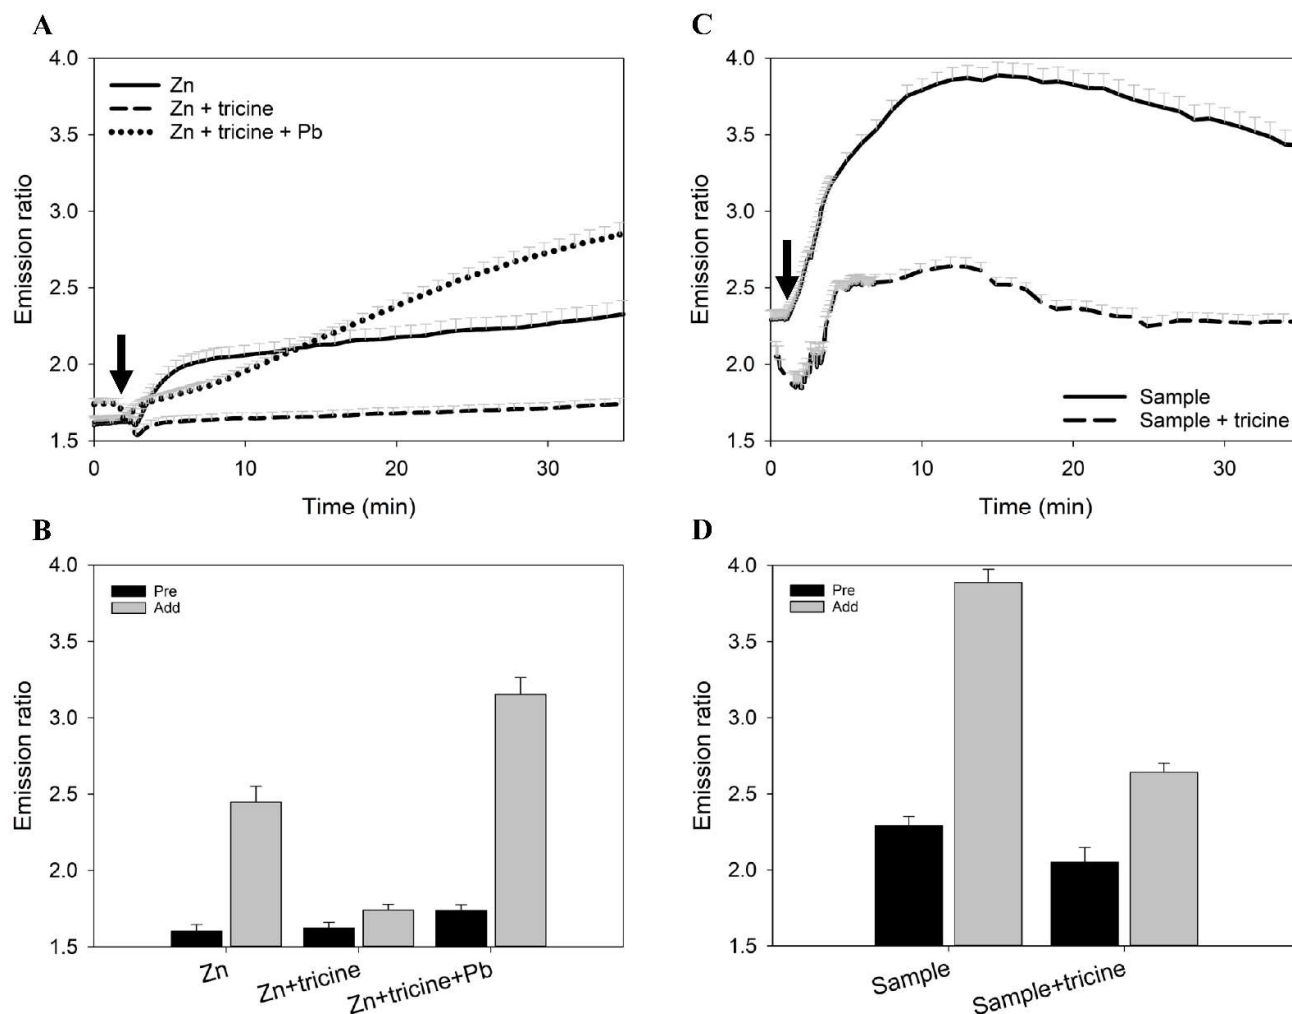 A
4.0
3.5
3.0
2.5
2.0
1.5
Emission ratio
Zn
Zn + tricine
Zn + tricine + Pb
0
10
20
30
Time (min)
C
4.0
3.5
3.0
2.5
2.0
1.5
Emission ratio
Sample
Sample + tricine
0
10
20
30
Time (min)
B
4.0
3.5
3.0
2.5
2.0
1.5
Emission ratio
Pre
Add
Zn
Zn+tricine
Zn+tricine+Pb
D
4.0
3.5
3.0
2.5
2.0
1.5
Emission ratio
Pre
Add
Sample
Sample+tricine